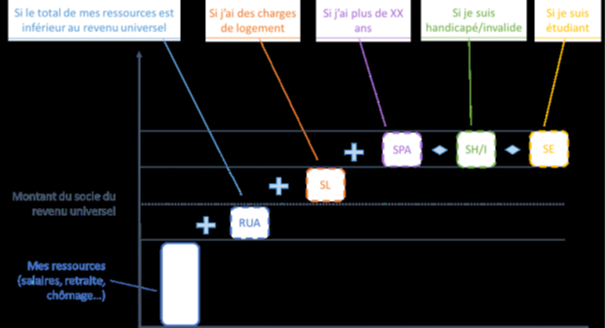 Si le total de mes ressources est
inférieur au revenu universel
Si j'ai des charges
de logement
Si j'ai plus de XX
ans
Si je suis
handicapé/invalide
Si je suis
étudiant
SPA
SH/I
SE
SL
Montant du socle du
revenu universel
RUA
Mes ressources
(salaires, retraite,
chômage...)